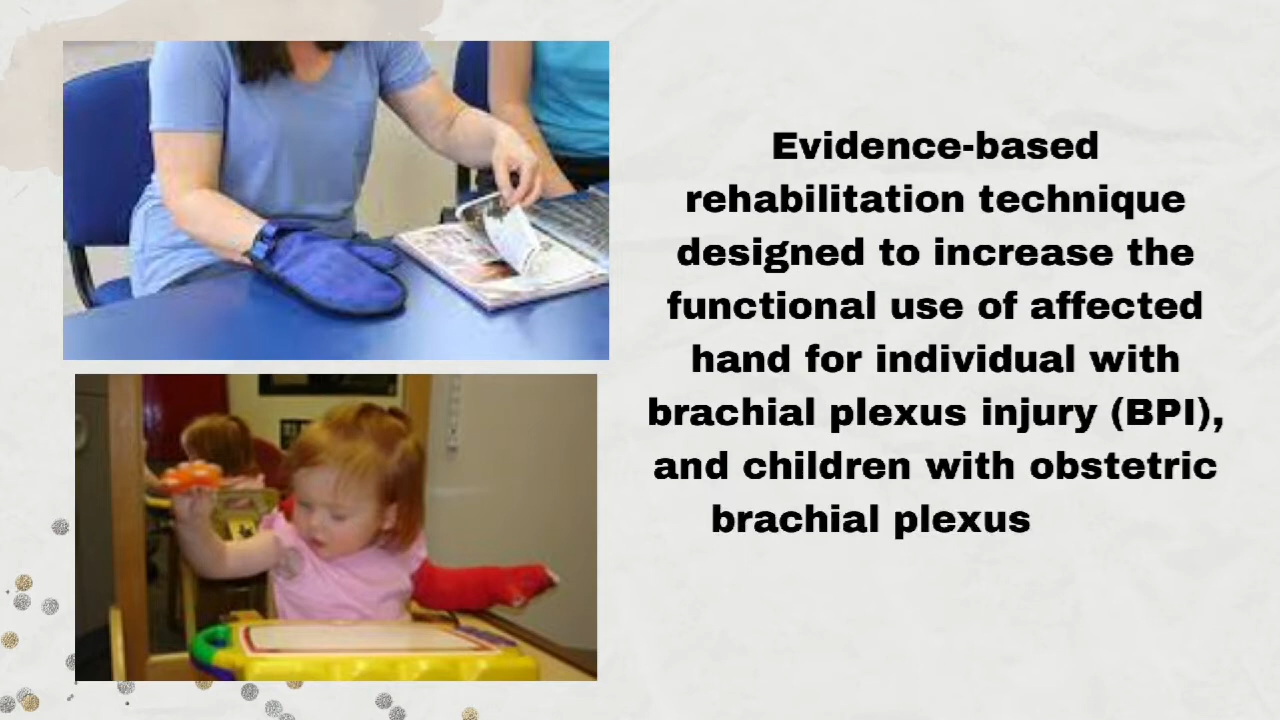 Evidence-based
rehabilitation technique
designed to increase the
functional use of affected
hand for individual with
brachial plexus injury (BPI),
and children with obstetric
brachial plexus